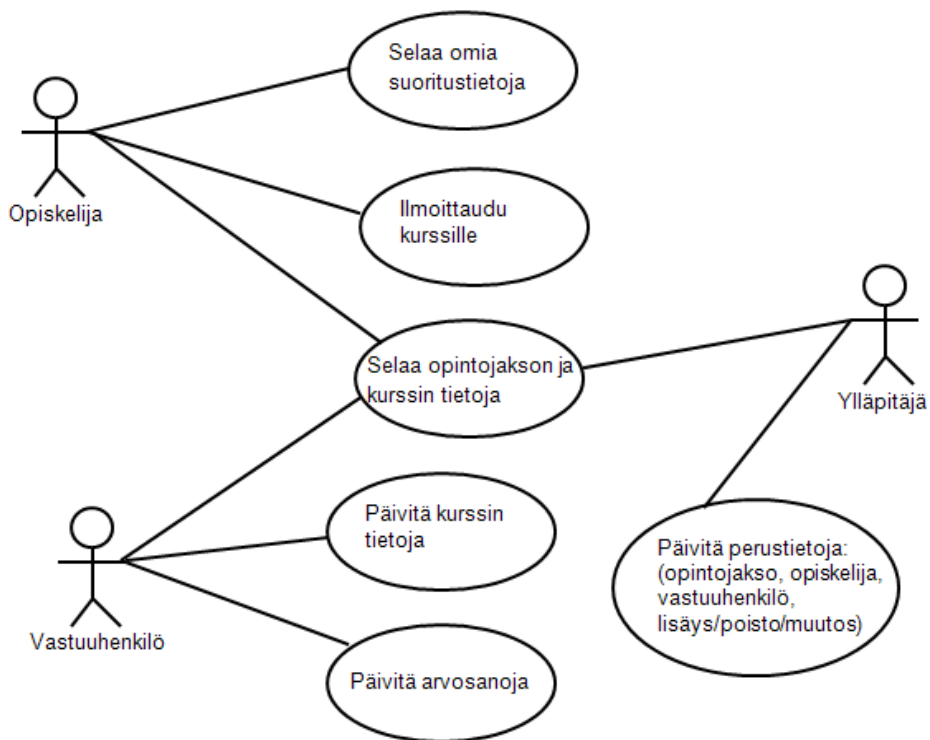 Selaa omia
suoritustietoja
Opiskelija
Ilmoittaudu
kurssille
Selaa opintojakson ja
kurssin tietoja
Ylläpitäjä
Päivitä kurssin
tietoja
Päivitä perustietoja:
(opintojakso, opiskelija,
vastuuhenkilö,
lisäys/poisto/muutos)
Vastuuhenkilö
Päivitä arvosanoja